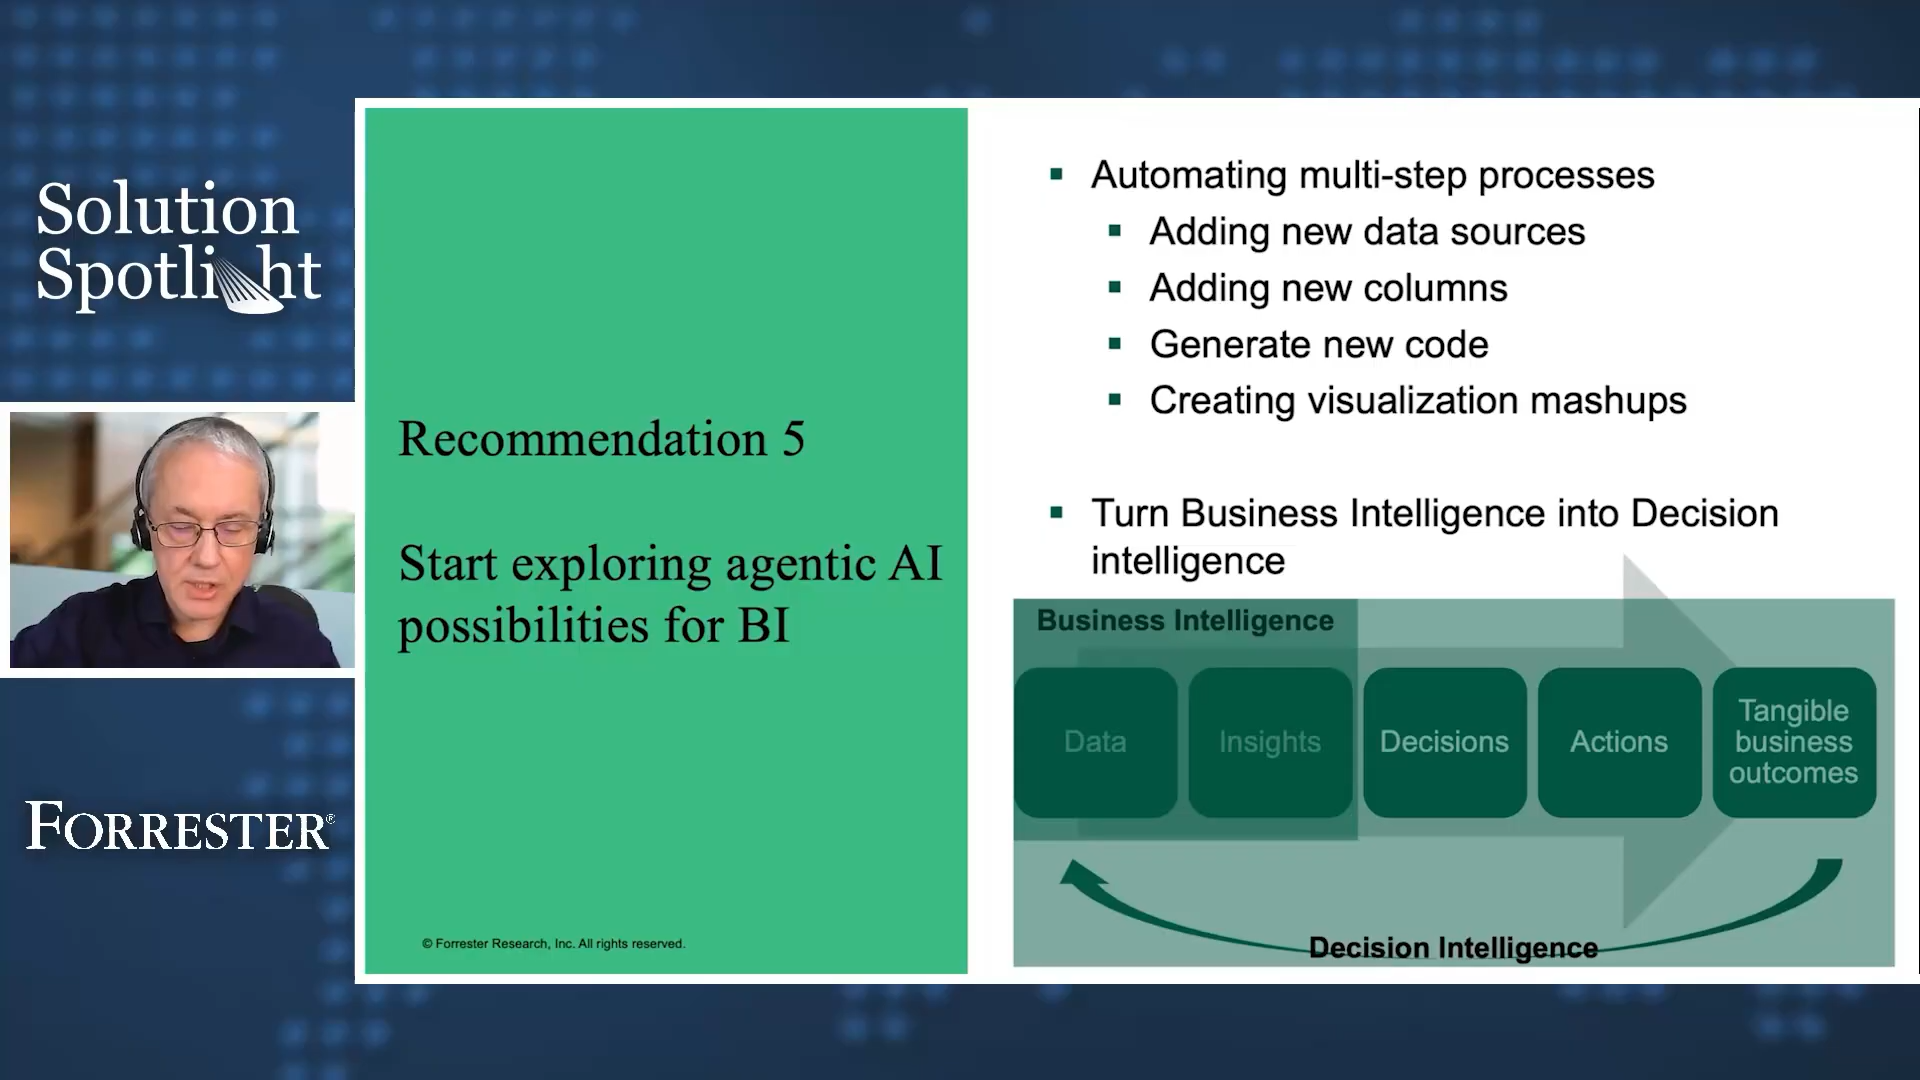 Solution
Spotlight
FORRESTER®
Recommendation 5
Start exploring agentic AI
possibilities for BI
© Forrester Research, Inc. All rights reserved.
▪ Automating multi-step processes
▪ Adding new data sources
▪ Adding new columns
▪ Generate new code
▪ Creating visualization mashups
▪ Turn Business Intelligence into Decision
intelligence
Business Intelligence
Data
Insights
Decisions
Actions
Tangible
business
outcomes
Decision Intelligence